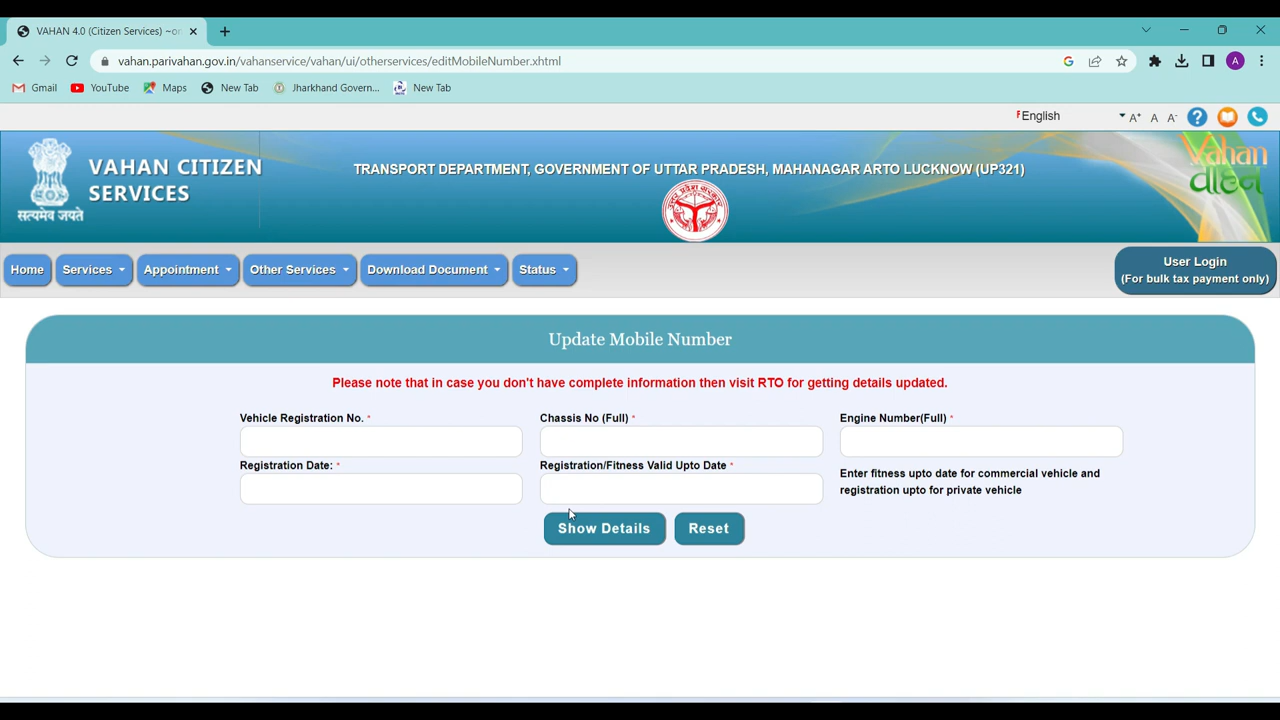 VAHAN 4.0 (Citizen Services) ~on
vahan.parivahan.gov.in/vahanservice/vahan/ui/otherservices/editMobileNumber.xhtml
A
Gmail
YouTube
Maps
New Tab
Jharkhand Govern...
New Tab
English
A+ A A-
?
VAHAN CITIZEN
SERVICES
सत्यमेव जयते
TRANSPORT DEPARTMENT, GOVERNMENT OF UTTAR PRADESH, MAHANAGAR ARTO LUCKNOW (UP321)
Vahan
वाहन
Home
Services
Appointment
Other Services
Download Document
Status
User Login
(For bulk tax payment only)
Update Mobile Number
Please note that in case you don't have complete information then visit RTO for getting details updated.
Vehicle Registration No. *
Chassis No (Full) *
Engine Number(Full) *
Registration Date: *
Registration/Fitness Valid Upto Date *
Enter fitness upto date for commercial vehicle and
registration upto for private vehicle
Show Details
Reset